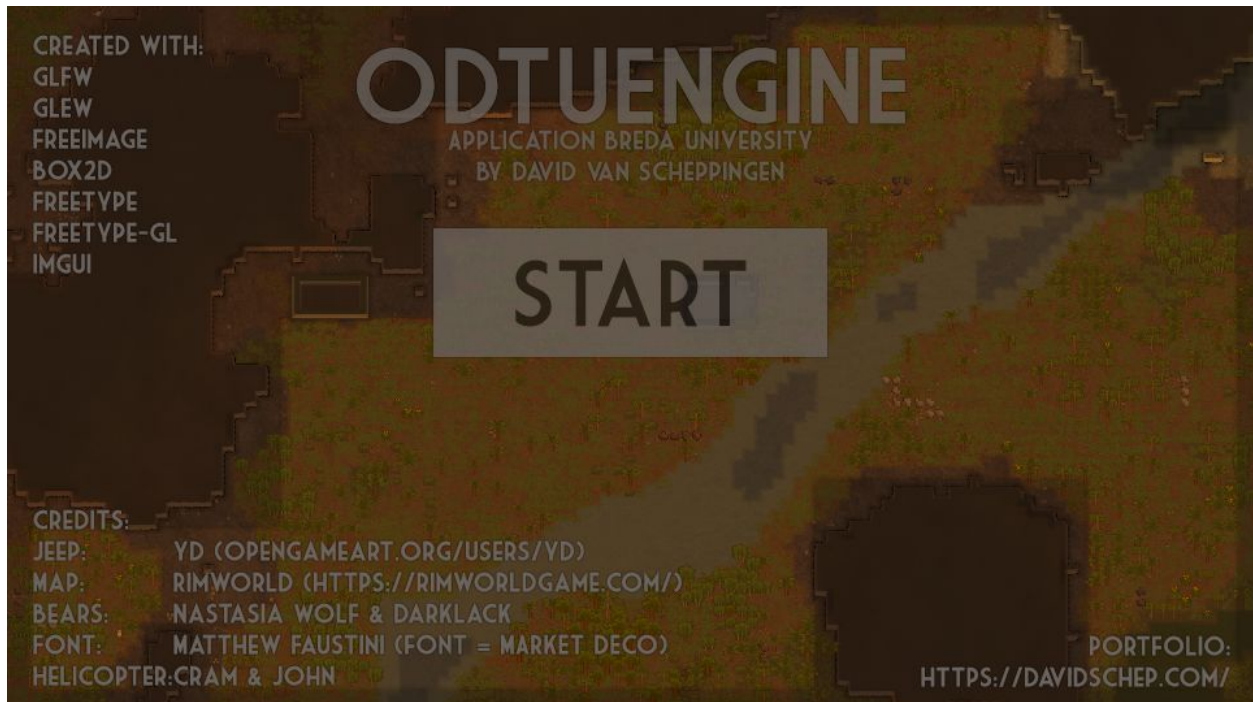 CREATED WITH:
GLFW
GLEW
FREEIMAGE
BOX2D
FREETYPE
FREETYPE-GL
IMGUI
ODTUENGINE
APPLICATION BREDA UNIVERSITY
BY DAVID VAN SCHEPPINGEN
START
CREDITS:
JEEP: YD (OPENGAMEART.ORG/USERS/YD)
MAP: RIMWORLD (HTTPS://RIMWORLDGAME.COM/)
BEARS: NASTASIA WOLF & DARKLACK
FONT: MATTHEW FAUSTINI (FONT = MARKET DECO)
HELICOPTER:CRAM & JOHN
PORTFOLIO:
HTTPS://DAVIDSCHEP.COM/